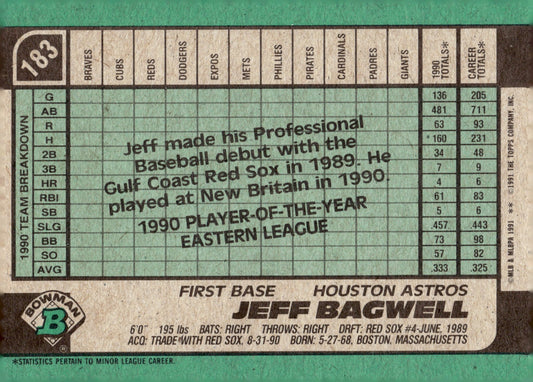 183
BRAVES CUBS REDS DODGERS EXPOS METS PHILLIES PIRATES CARDINALS PADRES GIANTS 1990 TOTALS* CAREER TOTALS*
1990 TEAM BREAKDOWN
G 136 205
AB 481 711
R 63 93
H *160 231
2B 34 48
3B 7 9
HR 4 6
RBI 61 83
SB 5 6
SLG .457 .443
BB 73 98
SO 57 82
AVG .333 .325
Jeff made his Professional
Baseball debut with the
Gulf Coast Red Sox in 1989. He
played at New Britain in 1990.
1990 PLAYER-OF-THE-YEAR
EASTERN LEAGUE
©MLB & MLBPA 1991 ** ©1991 THE TOPPS COMPANY, INC.
BOWMAN
B
®
FIRST BASE HOUSTON ASTROS
JEFF BAGWELL
6'0" 195 lbs BATS: RIGHT THROWS: RIGHT DRFT: RED SOX #4-JUNE, 1989
ACQ: TRADE WITH RED SOX, 8-31-90 BORN: 5-27-68, BOSTON, MASSACHUSETTS
*STATISTICS PERTAIN TO MINOR LEAGUE CAREER.